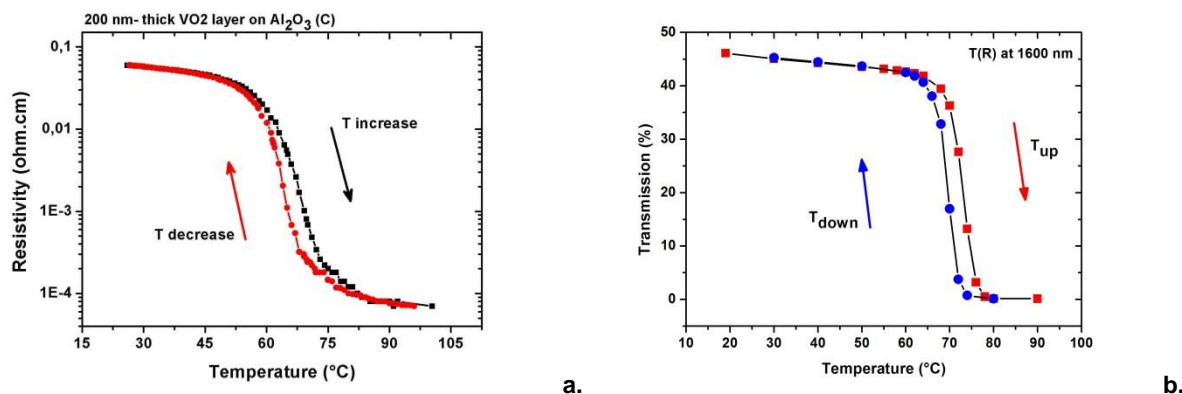 200 nm- thick VO2 layer on Al₂O₃ (C)
Resistivity (ohm.cm)
0,1
0,01
1E-3
1E-4
T increase
T decrease
15 30 45 60 75 90 105
Temperature (°C)
a.
T(R) at 1600 nm
Transmission (%)
50
40
30
20
10
0
T_up
T_down
10 20 30 40 50 60 70 80 90 100
Temperature (°C)
b.